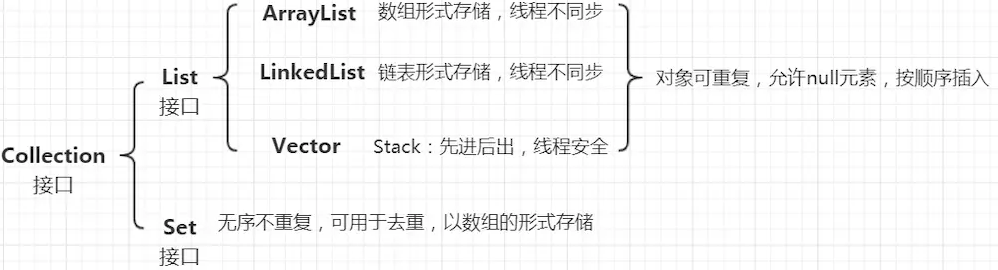 ArrayList 数组形式存储，线程不同步
List
接口
LinkedList 链表形式存储，线程不同步
对象可重复，允许null元素，按顺序插入
Vector Stack：先进后出，线程安全
Collection
接口
Set 无序不重复，可用于去重，以数组的形式存储
接口